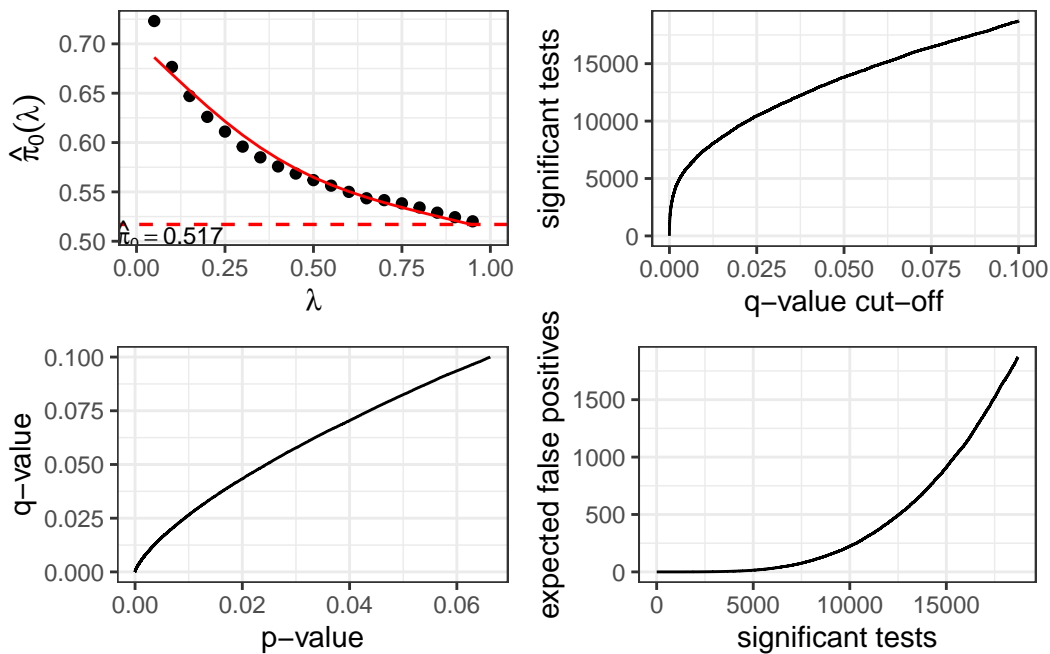 0.70
0.65
0.60
0.55
0.50
π̂₀(λ)
π̂₀ = 0.517
0.00 0.25 0.50 0.75 1.00
λ
15000
10000
5000
0
significant tests
0.000 0.025 0.050 0.075 0.100
q−value cut−off
0.100
0.075
0.050
0.025
0.000
q−value
0.00 0.02 0.04 0.06
p−value
1500
1000
500
0
expected false positives
0 5000 10000 15000
significant tests